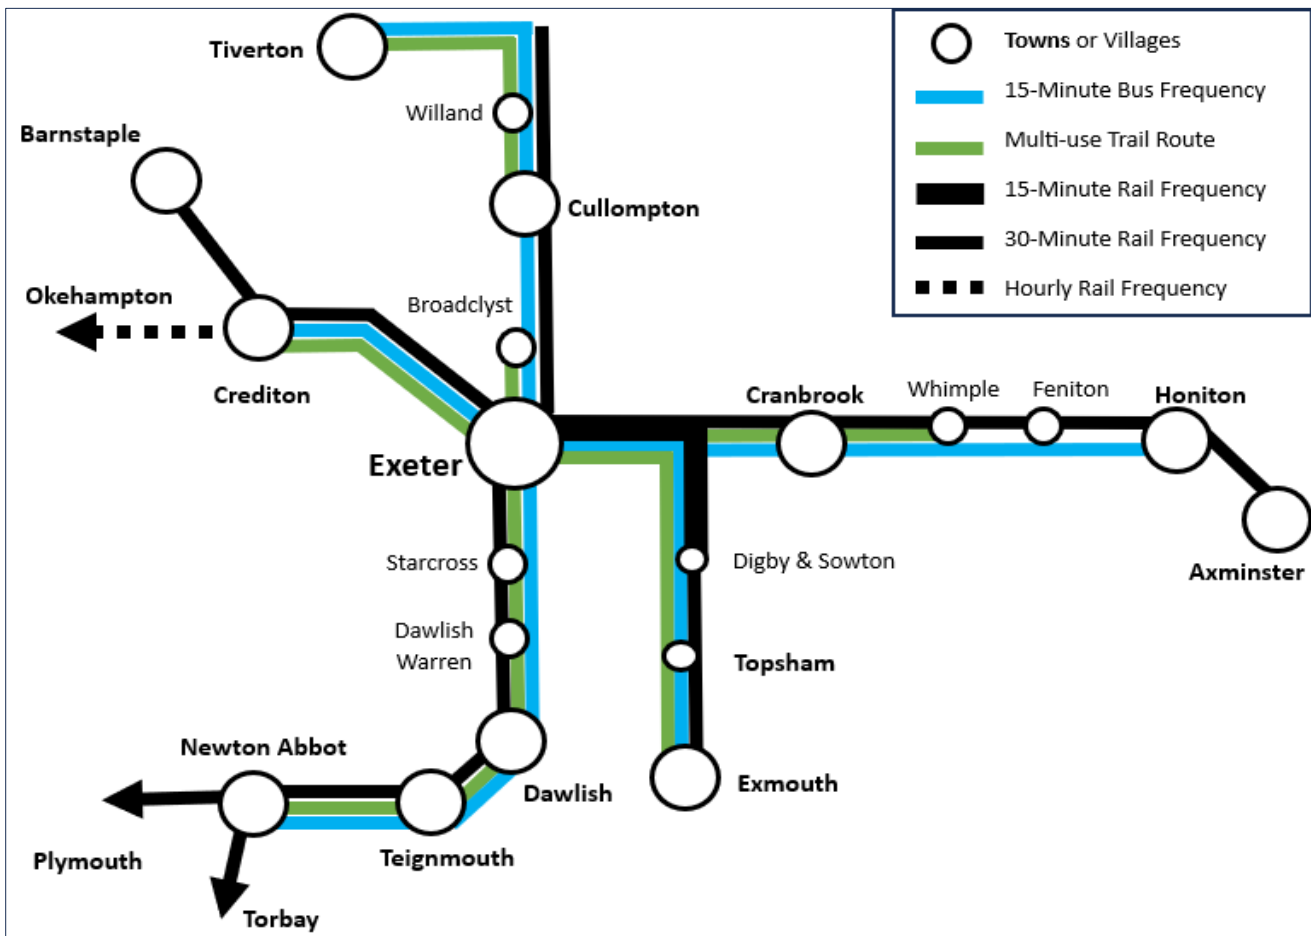 Tiverton
Willand
Barnstaple
Cullompton
Okehampton
Broadclyst
Crediton
Exeter
Cranbrook
Whimple
Feniton
Honiton
Axminster
Starcross
Digby & Sowton
Dawlish
Warren
Topsham
Newton Abbot
Dawlish
Exmouth
Plymouth
Teignmouth
Torbay
Towns or Villages
15-Minute Bus Frequency
Multi-use Trail Route
15-Minute Rail Frequency
30-Minute Rail Frequency
Hourly Rail Frequency